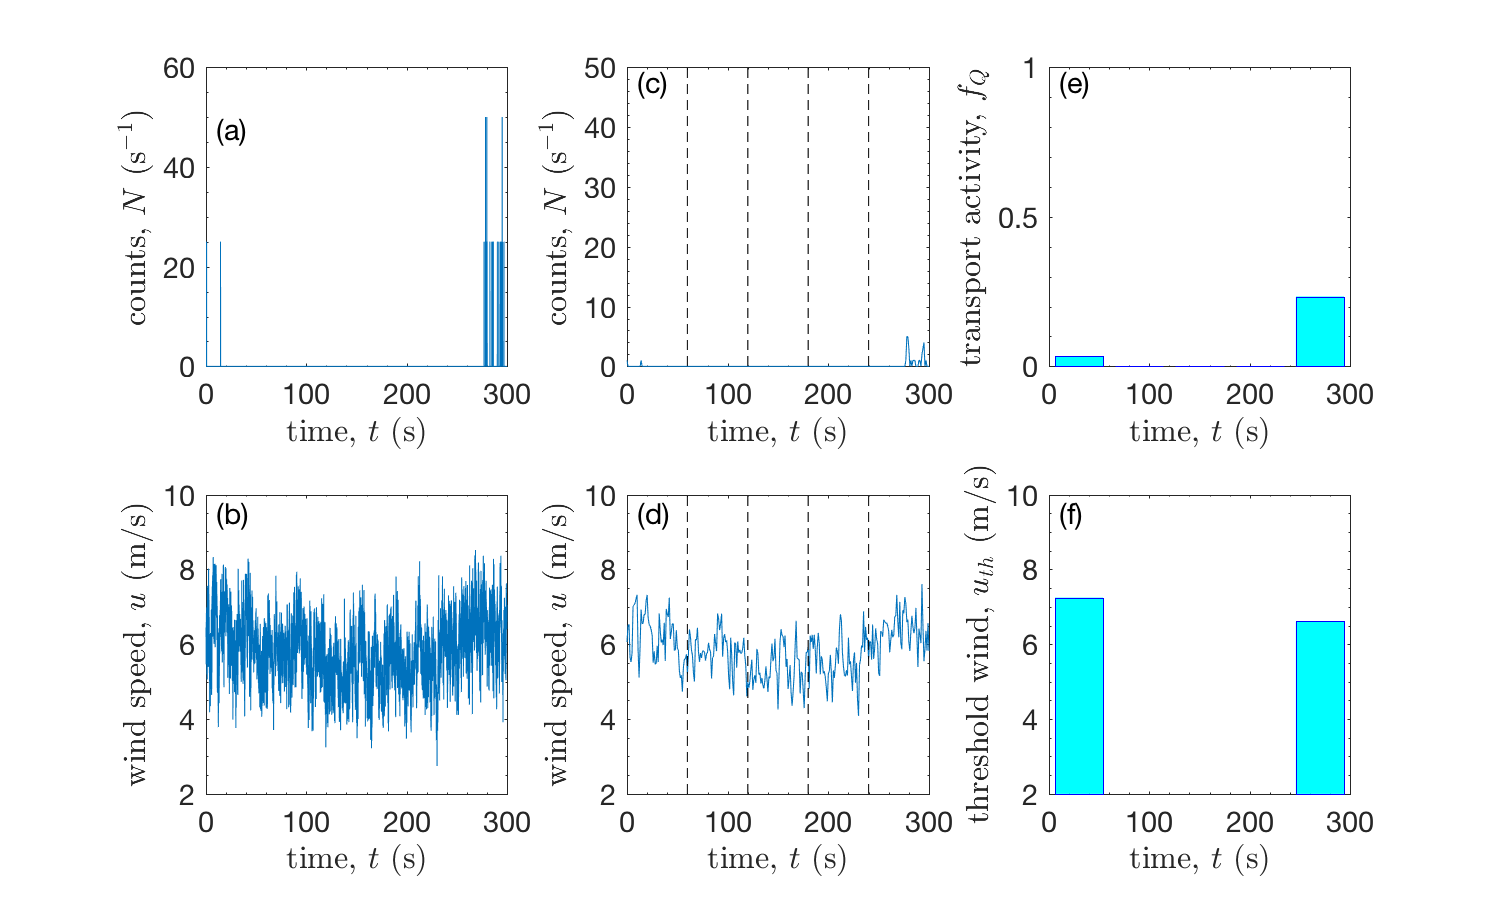 60
40
20
0
0 100 200 300
counts, N (s⁻¹)
time, t (s)
(a)
50
40
30
20
10
0
0 100 200 300
counts, N (s⁻¹)
time, t (s)
(c)
1
0.5
0
0 100 200 300
transport activity, f_Q
time, t (s)
(e)
10
8
6
4
2
0 100 200 300
wind speed, u (m/s)
time, t (s)
(b)
10
8
6
4
2
0 100 200 300
wind speed, u (m/s)
time, t (s)
(d)
10
8
6
4
2
0 100 200 300
threshold wind, u_th (m/s)
time, t (s)
(f)